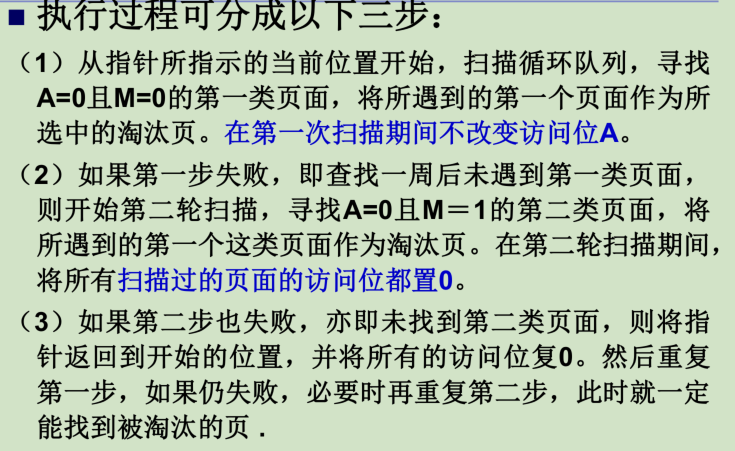 ■ 执行过程可分成以下三步：
（1）从指针所指示的当前位置开始，扫描循环队列，寻找
A=0且M=0的第一类页面，将所遇到的第一个页面作为所
选中的淘汰页。在第一次扫描期间不改变访问位A。
（2）如果第一步失败，即查找一周后未遇到第一类页面，
则开始第二轮扫描，寻找A=0且M＝1的第二类页面，将
所遇到的第一个这类页面作为淘汰页。在第二轮扫描期间，
将所有扫描过的页面的访问位都置0。
（3）如果第二步也失败，亦即未找到第二类页面，则将指
针返回到开始的位置，并将所有的访问位复0。然后重复
第一步，如果仍失败，必要时再重复第二步，此时就一定
能找到被淘汰的页．